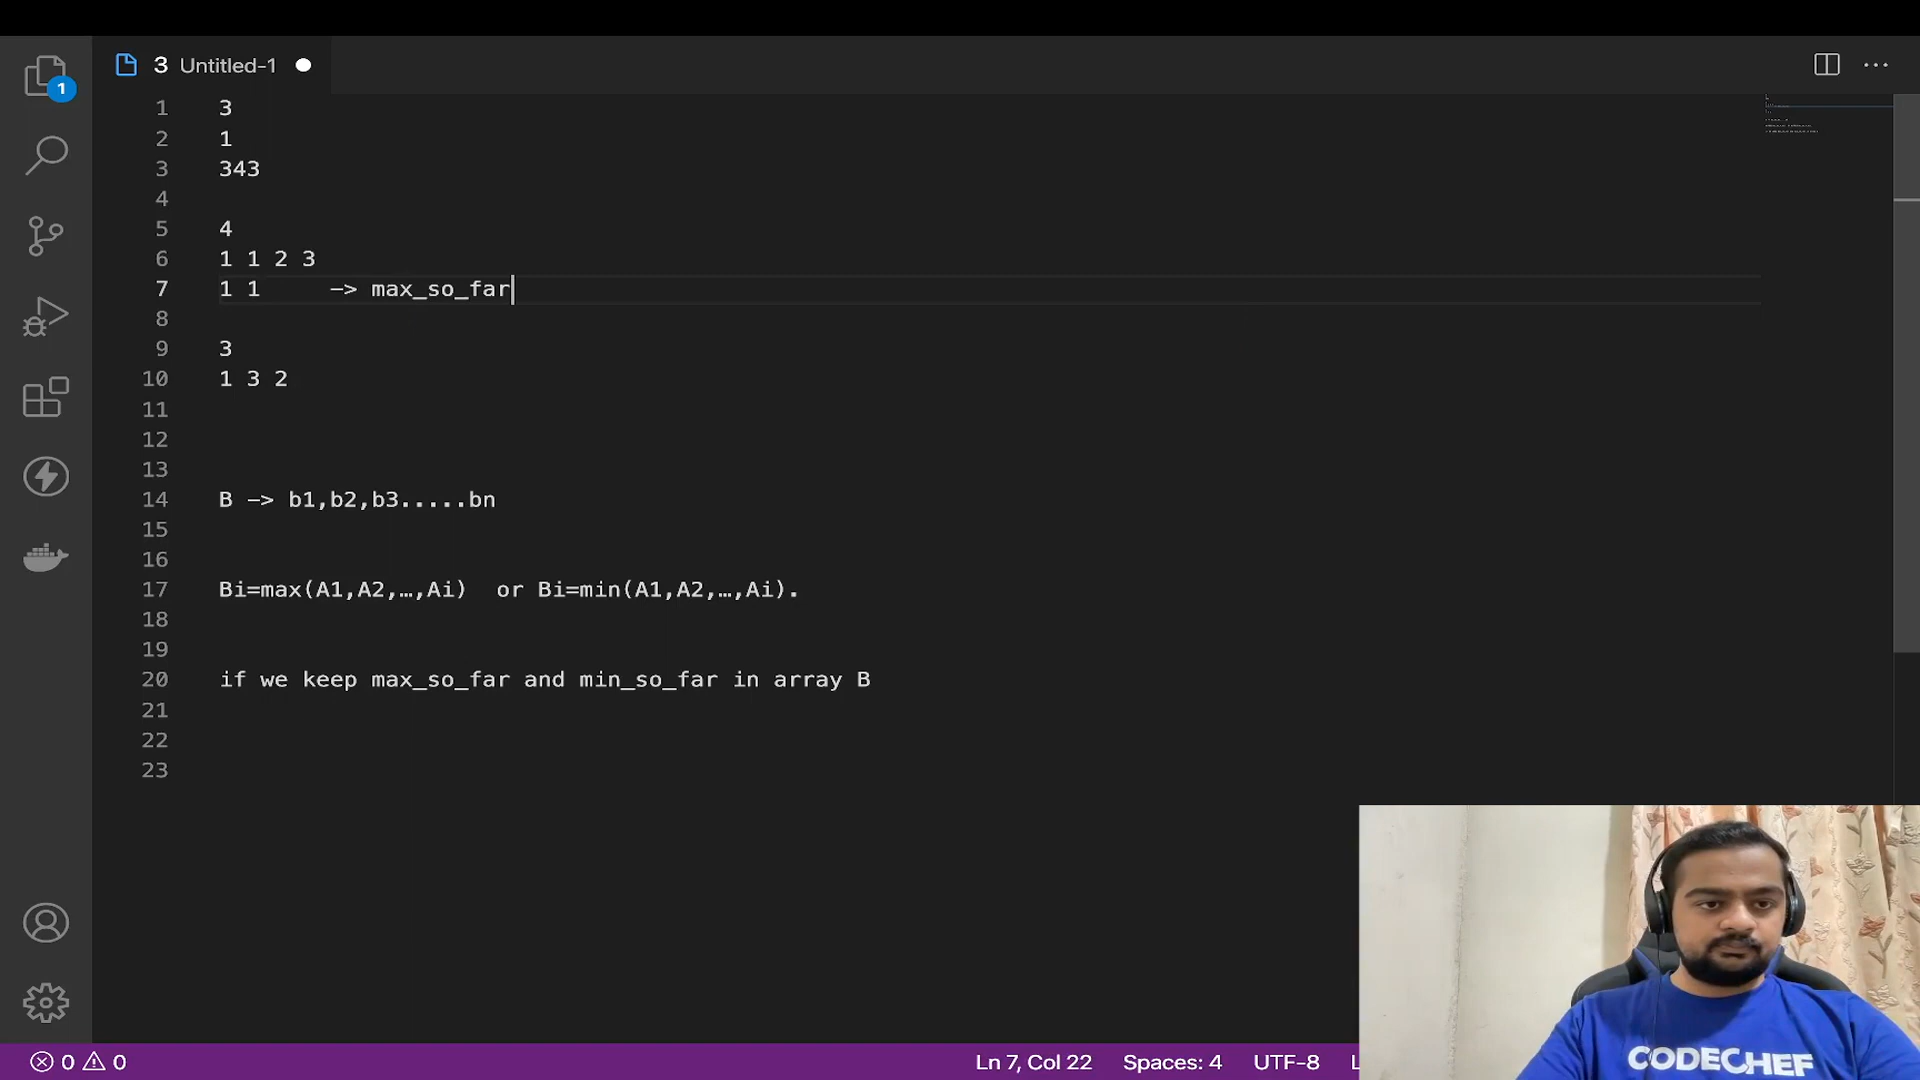 1
3 Untitled-1
1 3
2 1
3 343
4
5 4
6 1 1 2 3
7 1 1 —> max_so_far
8
9 3
10 1 3 2
11
12
13
14 B —> b1,b2,b3.....bn
15
16
17 Bi=max(A1,A2,…,Ai) or Bi=min(A1,A2,…,Ai).
18
19
20 if we keep max_so_far and min_so_far in array B
21
22
23
CODECHEF
0 0 Ln 7, Col 22 Spaces: 4 UTF-8